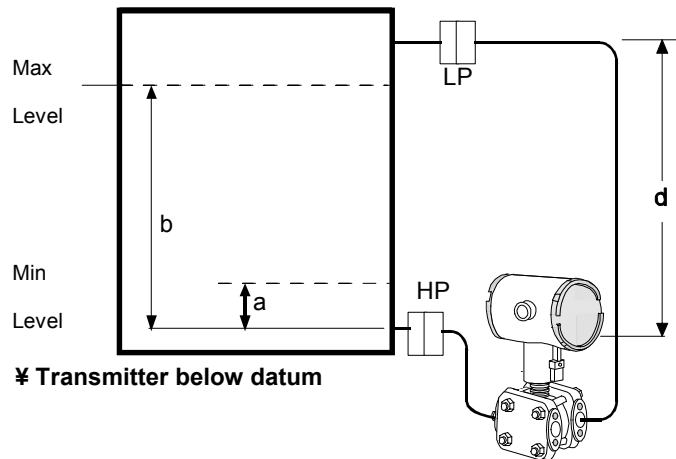 Max
Level
LP
d
b
Min
Level
a
HP
¥ Transmitter below datum